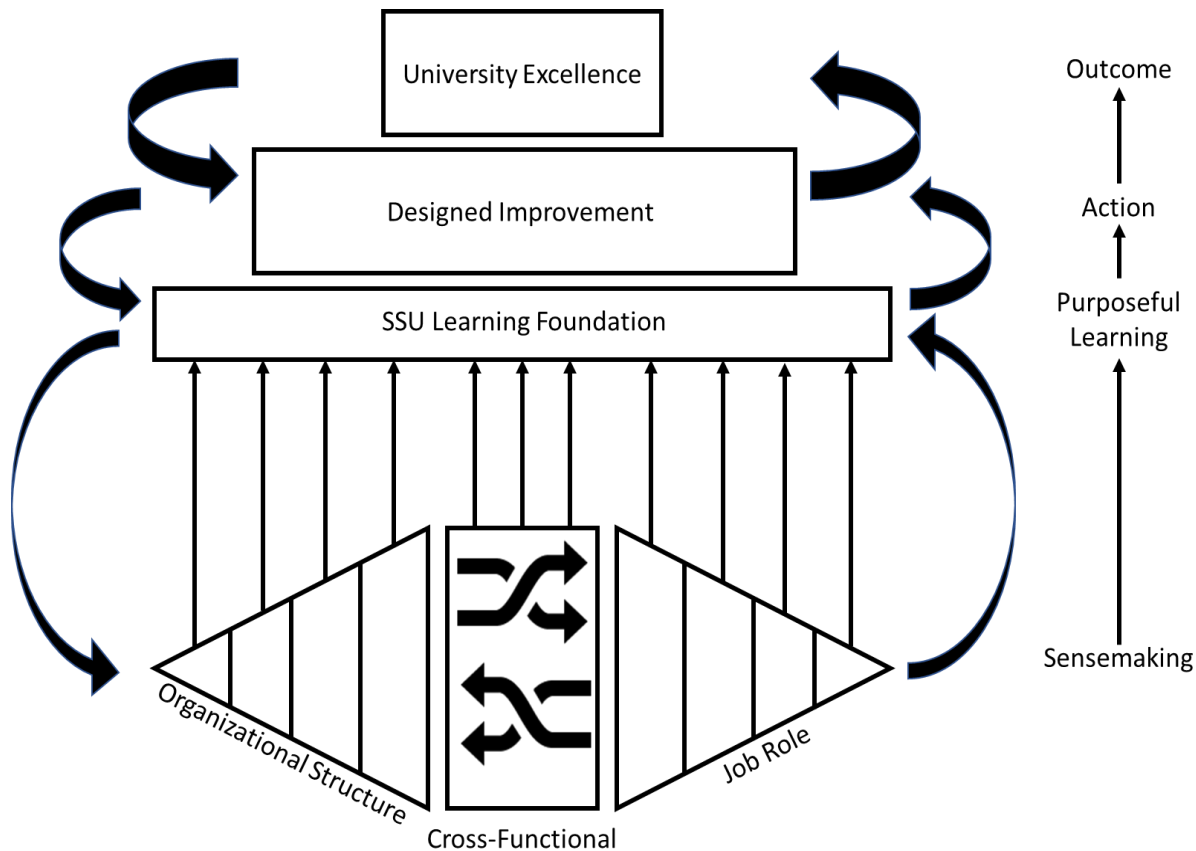 University Excellence
Outcome
Designed Improvement
Action
SSU Learning Foundation
Purposeful
Learning
Sensemaking
Organizational Structure
Job Role
Cross-Functional